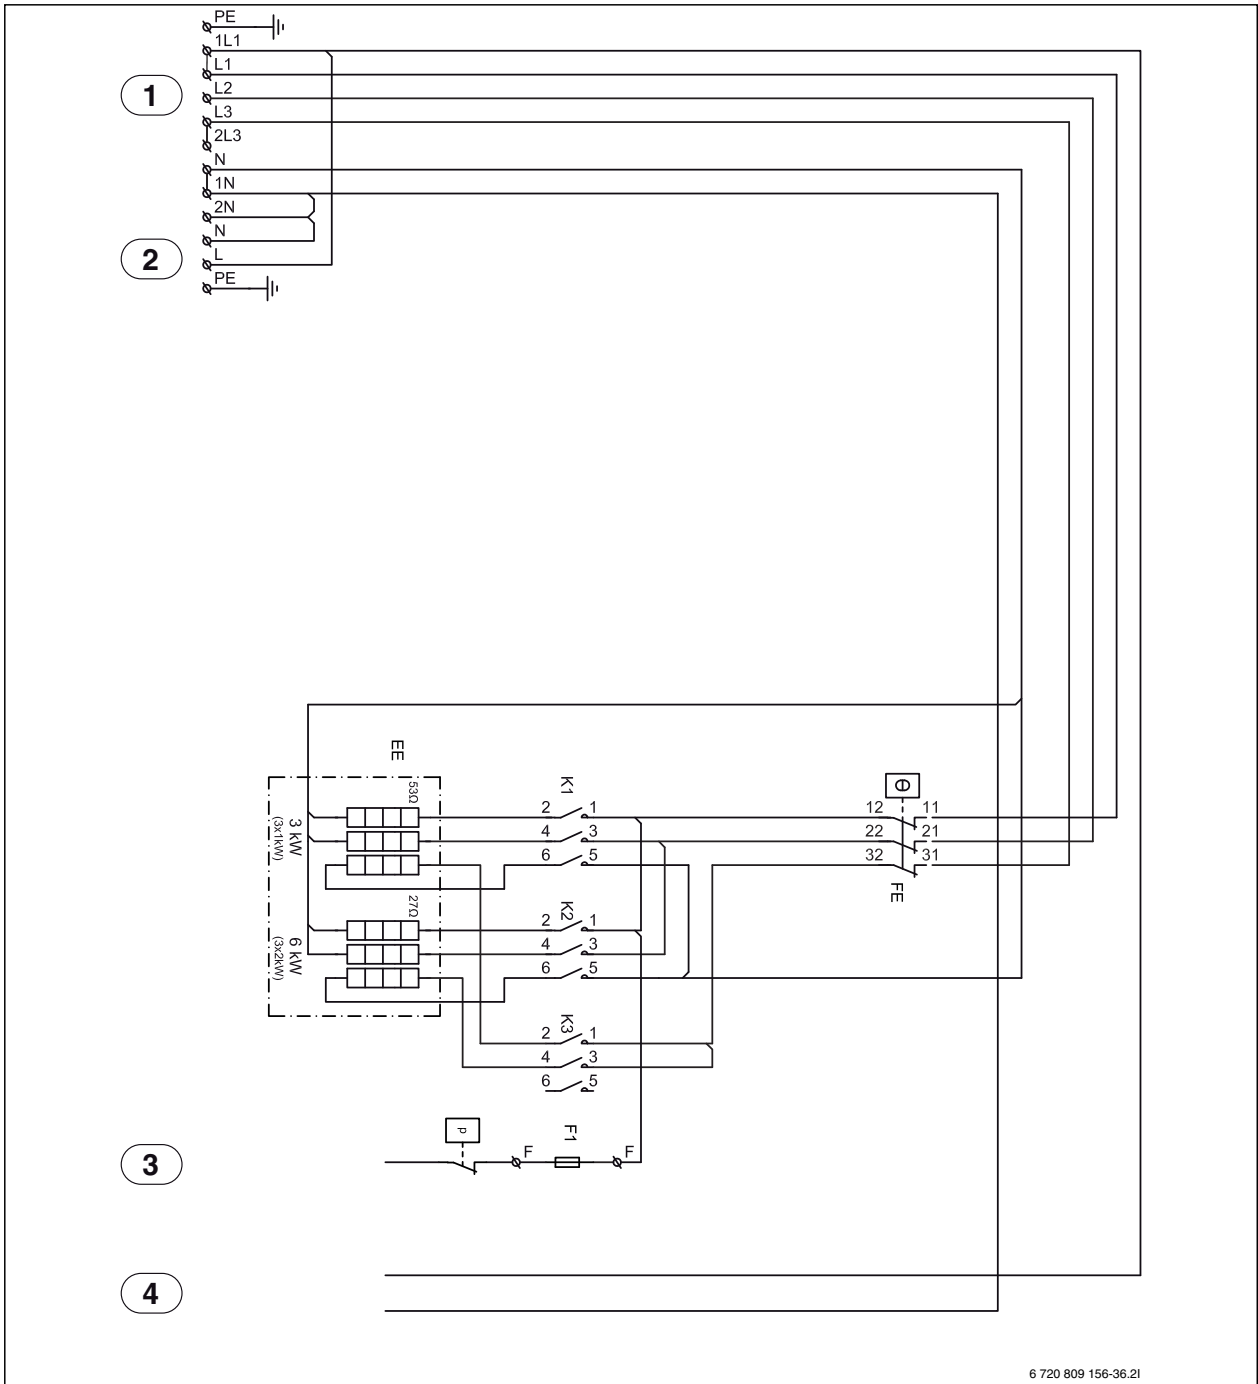 PE
1L1
L1
1
L2
L3
2L3
N
1N
2N
N
2
L
PE
EE
53Ω
3 kW
(3x1kW)
27Ω
6 kW
(3x2kW)
K1
2 1
4 3
6 5
K2
2 1
4 3
6 5
K3
2 1
4 3
6 5
Θ
12 11
22 21
32 31
FE
3
p
F
F1
F
4
6 720 809 156-36.2I